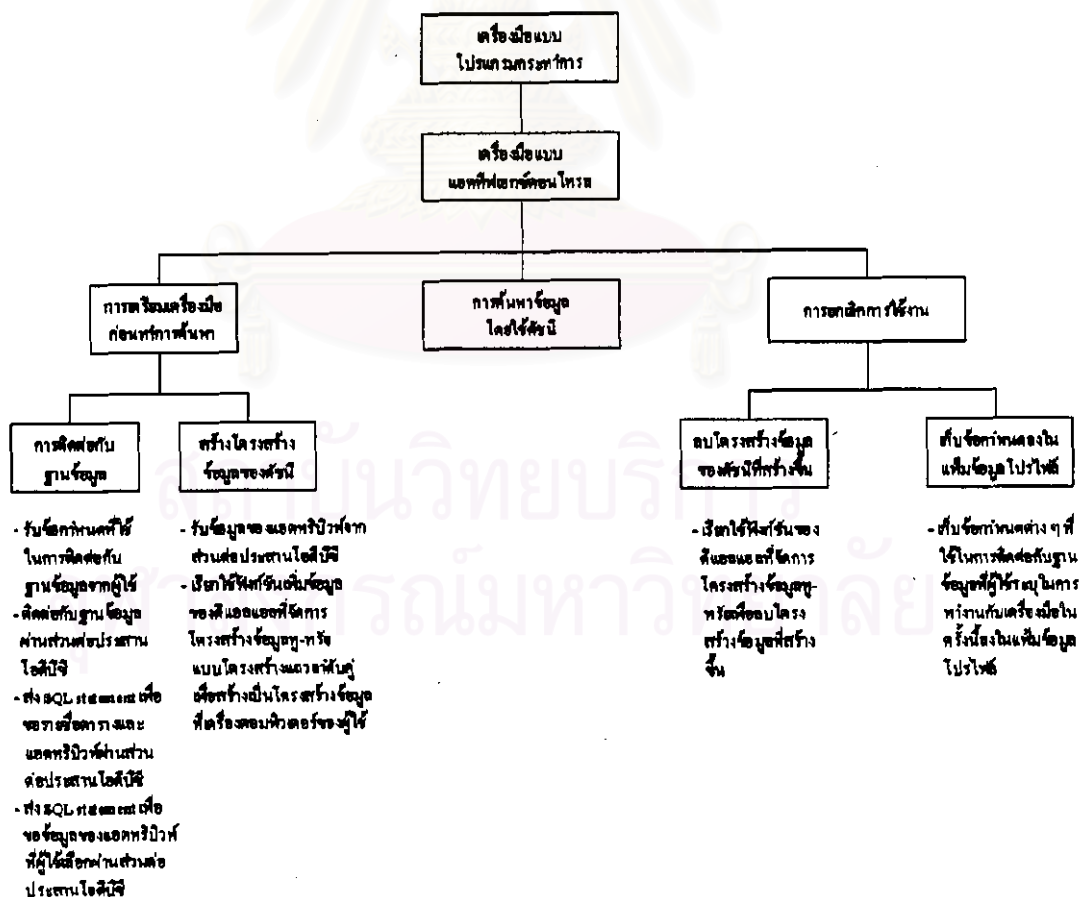 เครื่องมือแบบ
โปรแกรมกระทำการ
เครื่องมือแบบ
แอคทีฟเอกซ์คอนโทรล
การเตรียมเครื่องมือ
ก่อนทำการค้นหา
การค้นหาข้อมูล
โดยใช้ดัชนี
การยกเลิกการใช้งาน
การติดต่อกับ
ฐานข้อมูล
สร้างโครงสร้าง
ข้อมูลของดัชนี
ลบโครงสร้างข้อมูล
ของดัชนีที่สร้างขึ้น
เก็บข้อกำหนดลงใน
แฟ้มข้อมูลโปรไฟล์
- รับข้อกำหนดที่ใช้
ในการติดต่อกับ
ฐานข้อมูลจากผู้ใช้
- ติดต่อกับฐานข้อมูล
ผ่านส่วนต่อประสาน
โอดีบีซี
- ส่ง SQL statement เพื่อ
ขอรายชื่อตารางและ
แอตทริบิวท์ผ่านส่วน
ต่อประสานโอดีบีซี
- ส่ง SQL statement เพื่อ
ขอข้อมูลของแอตทริบิวท์
ที่ผู้ใช้เลือกผ่านส่วนต่อ
ประสานโอดีบีซี
- รับข้อมูลของแอตทริบิวท์จาก
ส่วนต่อประสานโอดีบีซี
- เรียกใช้ฟังก์ชันเพิ่มข้อมูล
ของดีแอลแอลที่จัดการ
โครงสร้างข้อมูลทู-ทรัย
แบบโครงสร้างแถวลำดับคู่
เพื่อสร้างเป็นโครงสร้างข้อมูล
ที่เครื่องคอมพิวเตอร์ของผู้ใช้
- เรียกใช้ฟังก์ชันของ
ดีแอลแอลที่จัดการ
โครงสร้างข้อมูลทู-
ทรัยเพื่อลบโครง
สร้างข้อมูลที่สร้าง
ขึ้น
- เก็บข้อกำหนดต่าง ๆ ที่
ใช้ในการติดต่อกับฐาน
ข้อมูลที่ผู้ใช้ระบุในการ
ทำงานกับเครื่องมือใน
ครั้งนี้ลงในแฟ้มข้อมูล
โปรไฟล์
สถาบันวิทยบริการ
จุฬาลงกรณ์มหาวิทยาลัย